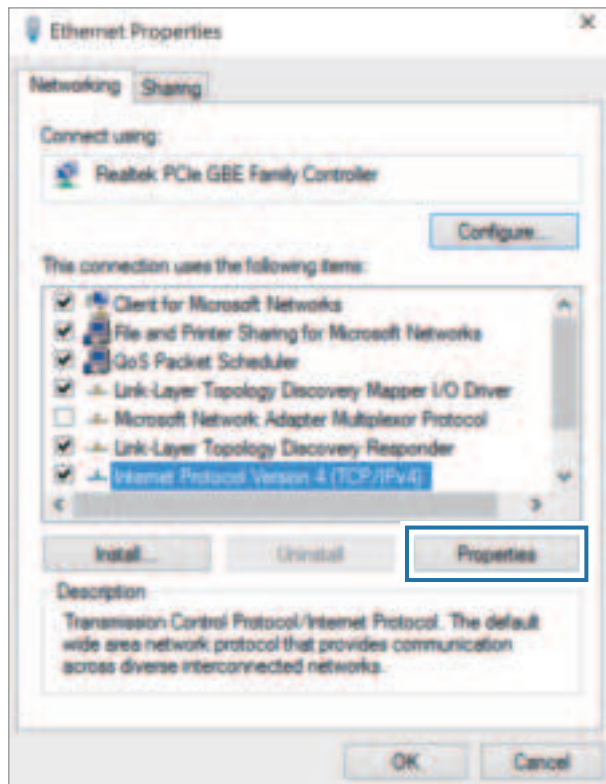 Ethernet Properties
Networking Sharing
Connect using:
Realtek PCIe GBE Family Controller
Configure...
This connection uses the following items:
Client for Microsoft Networks
File and Printer Sharing for Microsoft Networks
QoS Packet Scheduler
Link-Layer Topology Discovery Mapper I/O Driver
Microsoft Network Adapter Multiplexor Protocol
Link-Layer Topology Discovery Responder
Internet Protocol Version 4 (TCP/IPv4)
Install... Uninstall Properties
Description
Transmission Control Protocol/Internet Protocol. The default
wide area network protocol that provides communication
across diverse interconnected networks.
OK Cancel